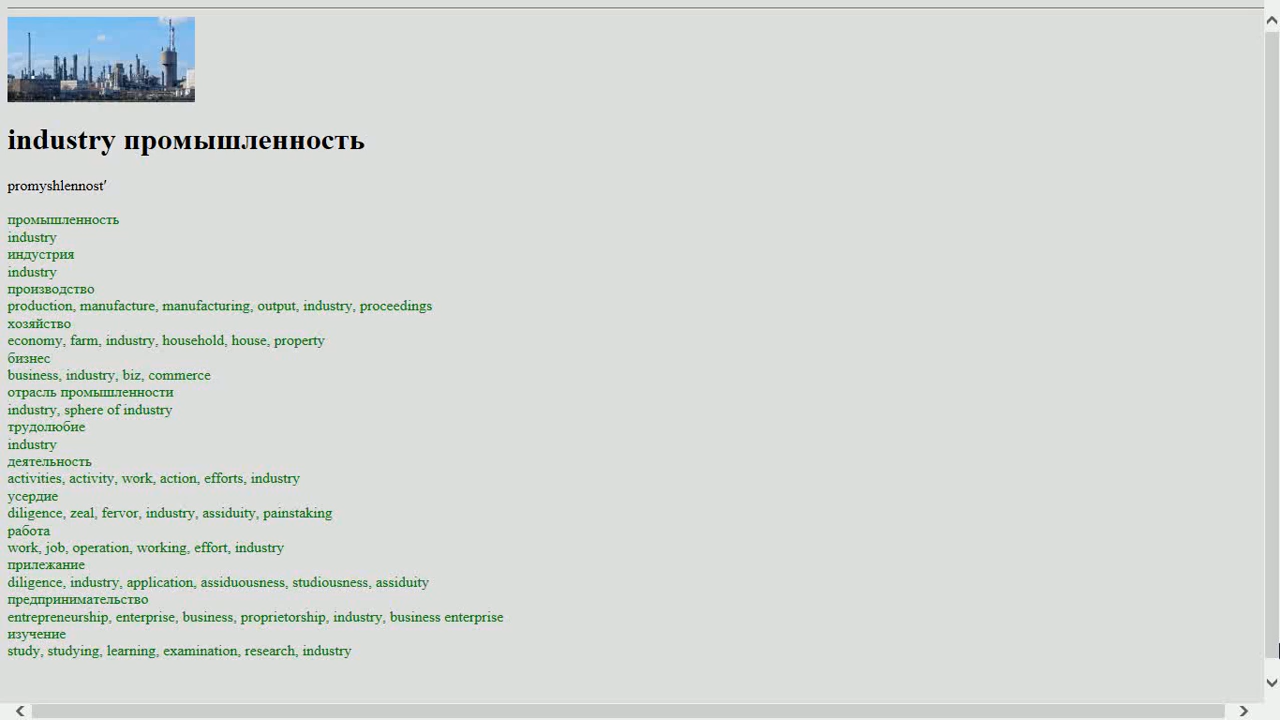 industry промышленность
promyshlennostʹ
промышленность
industry
индустрия
industry
производство
production, manufacture, manufacturing, output, industry, proceedings
хозяйство
economy, farm, industry, household, house, property
бизнес
business, industry, biz, commerce
отрасль промышленности
industry, sphere of industry
трудолюбие
industry
деятельность
activities, activity, work, action, efforts, industry
усердие
diligence, zeal, fervor, industry, assiduity, painstaking
работа
work, job, operation, working, effort, industry
прилежание
diligence, industry, application, assiduousness, studiousness, assiduity
предпринимательство
entrepreneurship, enterprise, business, proprietorship, industry, business enterprise
изучение
study, studying, learning, examination, research, industry